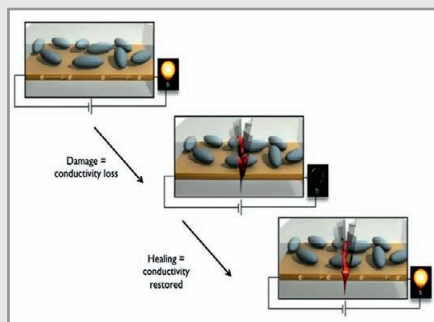 Damage =
conductivity loss
Healing =
conductivity
restored